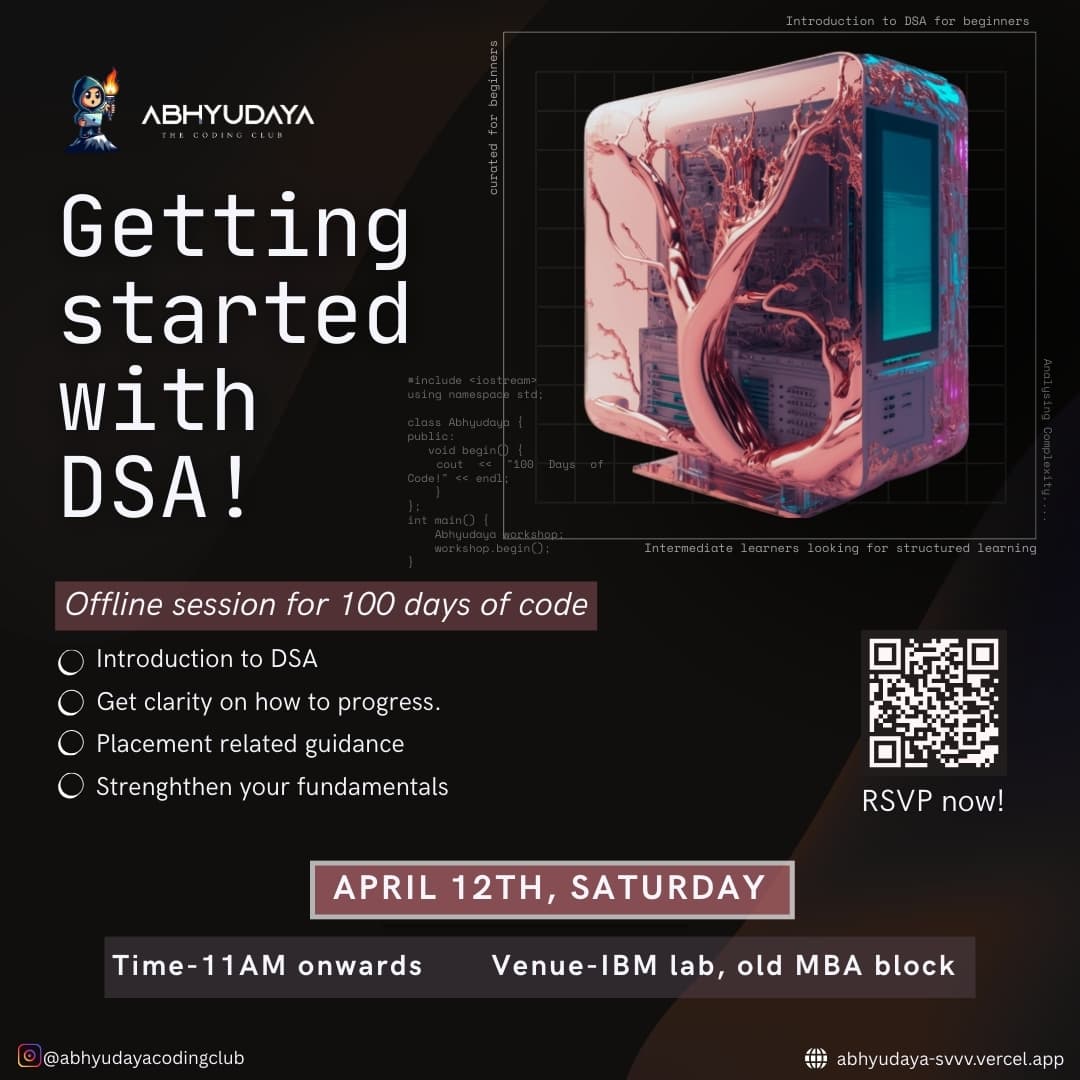 Introduction to DSA for beginners
curated for beginners
ABHYUDAYA
THE CODING CLUB
Getting
started
with
DSA!
#include <iostream>
using namespace std;
class Abhyudaya {
public:
void begin() {
cout << "100 Days of
Code!" << endl;
}
};
int main() {
Abhyudaya workshop;
workshop.begin();
}
Analysing Complexity....
Intermediate learners looking for structured learning
Offline session for 100 days of code
Introduction to DSA
Get clarity on how to progress.
Placement related guidance
Strenghthen your fundamentals
RSVP now!
APRIL 12TH, SATURDAY
Time-11AM onwards Venue-IBM lab, old MBA block
@abhyudayacodingclub
abhyudaya-svvv.vercel.app